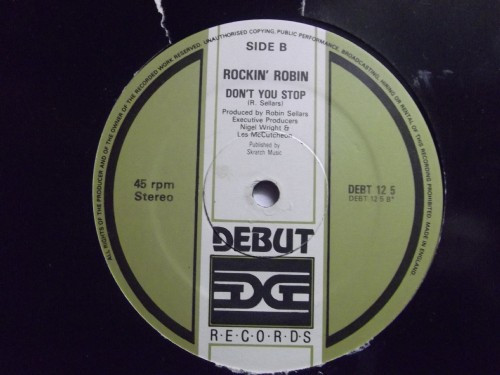 ALL RIGHTS OF THE PRODUCER AND OF THE OWNER OF THE RECORDED WORK RESERVED. UNAUTHORISED COPYING, PUBLIC PERFORMANCE, BROADCASTING HIRING OR RENTAL OF THIS RECORDING PROHIBITED. MADE IN ENGLAND.
SIDE B
ROCKIN' ROBIN
DON'T YOU STOP
(R. Sellars)
Produced by Robin Sellars
Executive Producers
Nigel Wright &
Les McCutcheon
Published by
Skratch Music
45 rpm
Stereo
DEBT 12 5
DEBT 12 5 B*
DEBUT
R·E·C·O·R·D·S